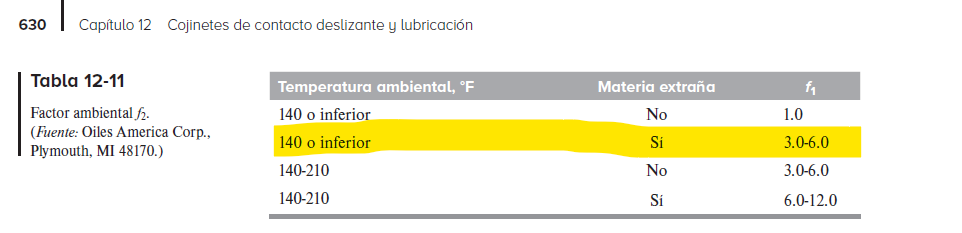 630 Capítulo 12 Cojinetes de contacto deslizante y lubricación
Tabla 12-11
Factor ambiental f₂.
(Fuente: Oiles America Corp.,
Plymouth, MI 48170.)
Temperatura ambiental, °F Materia extraña f₁
140 o inferior No 1.0
140 o inferior Sí 3.0-6.0
140-210 No 3.0-6.0
140-210 Sí 6.0-12.0